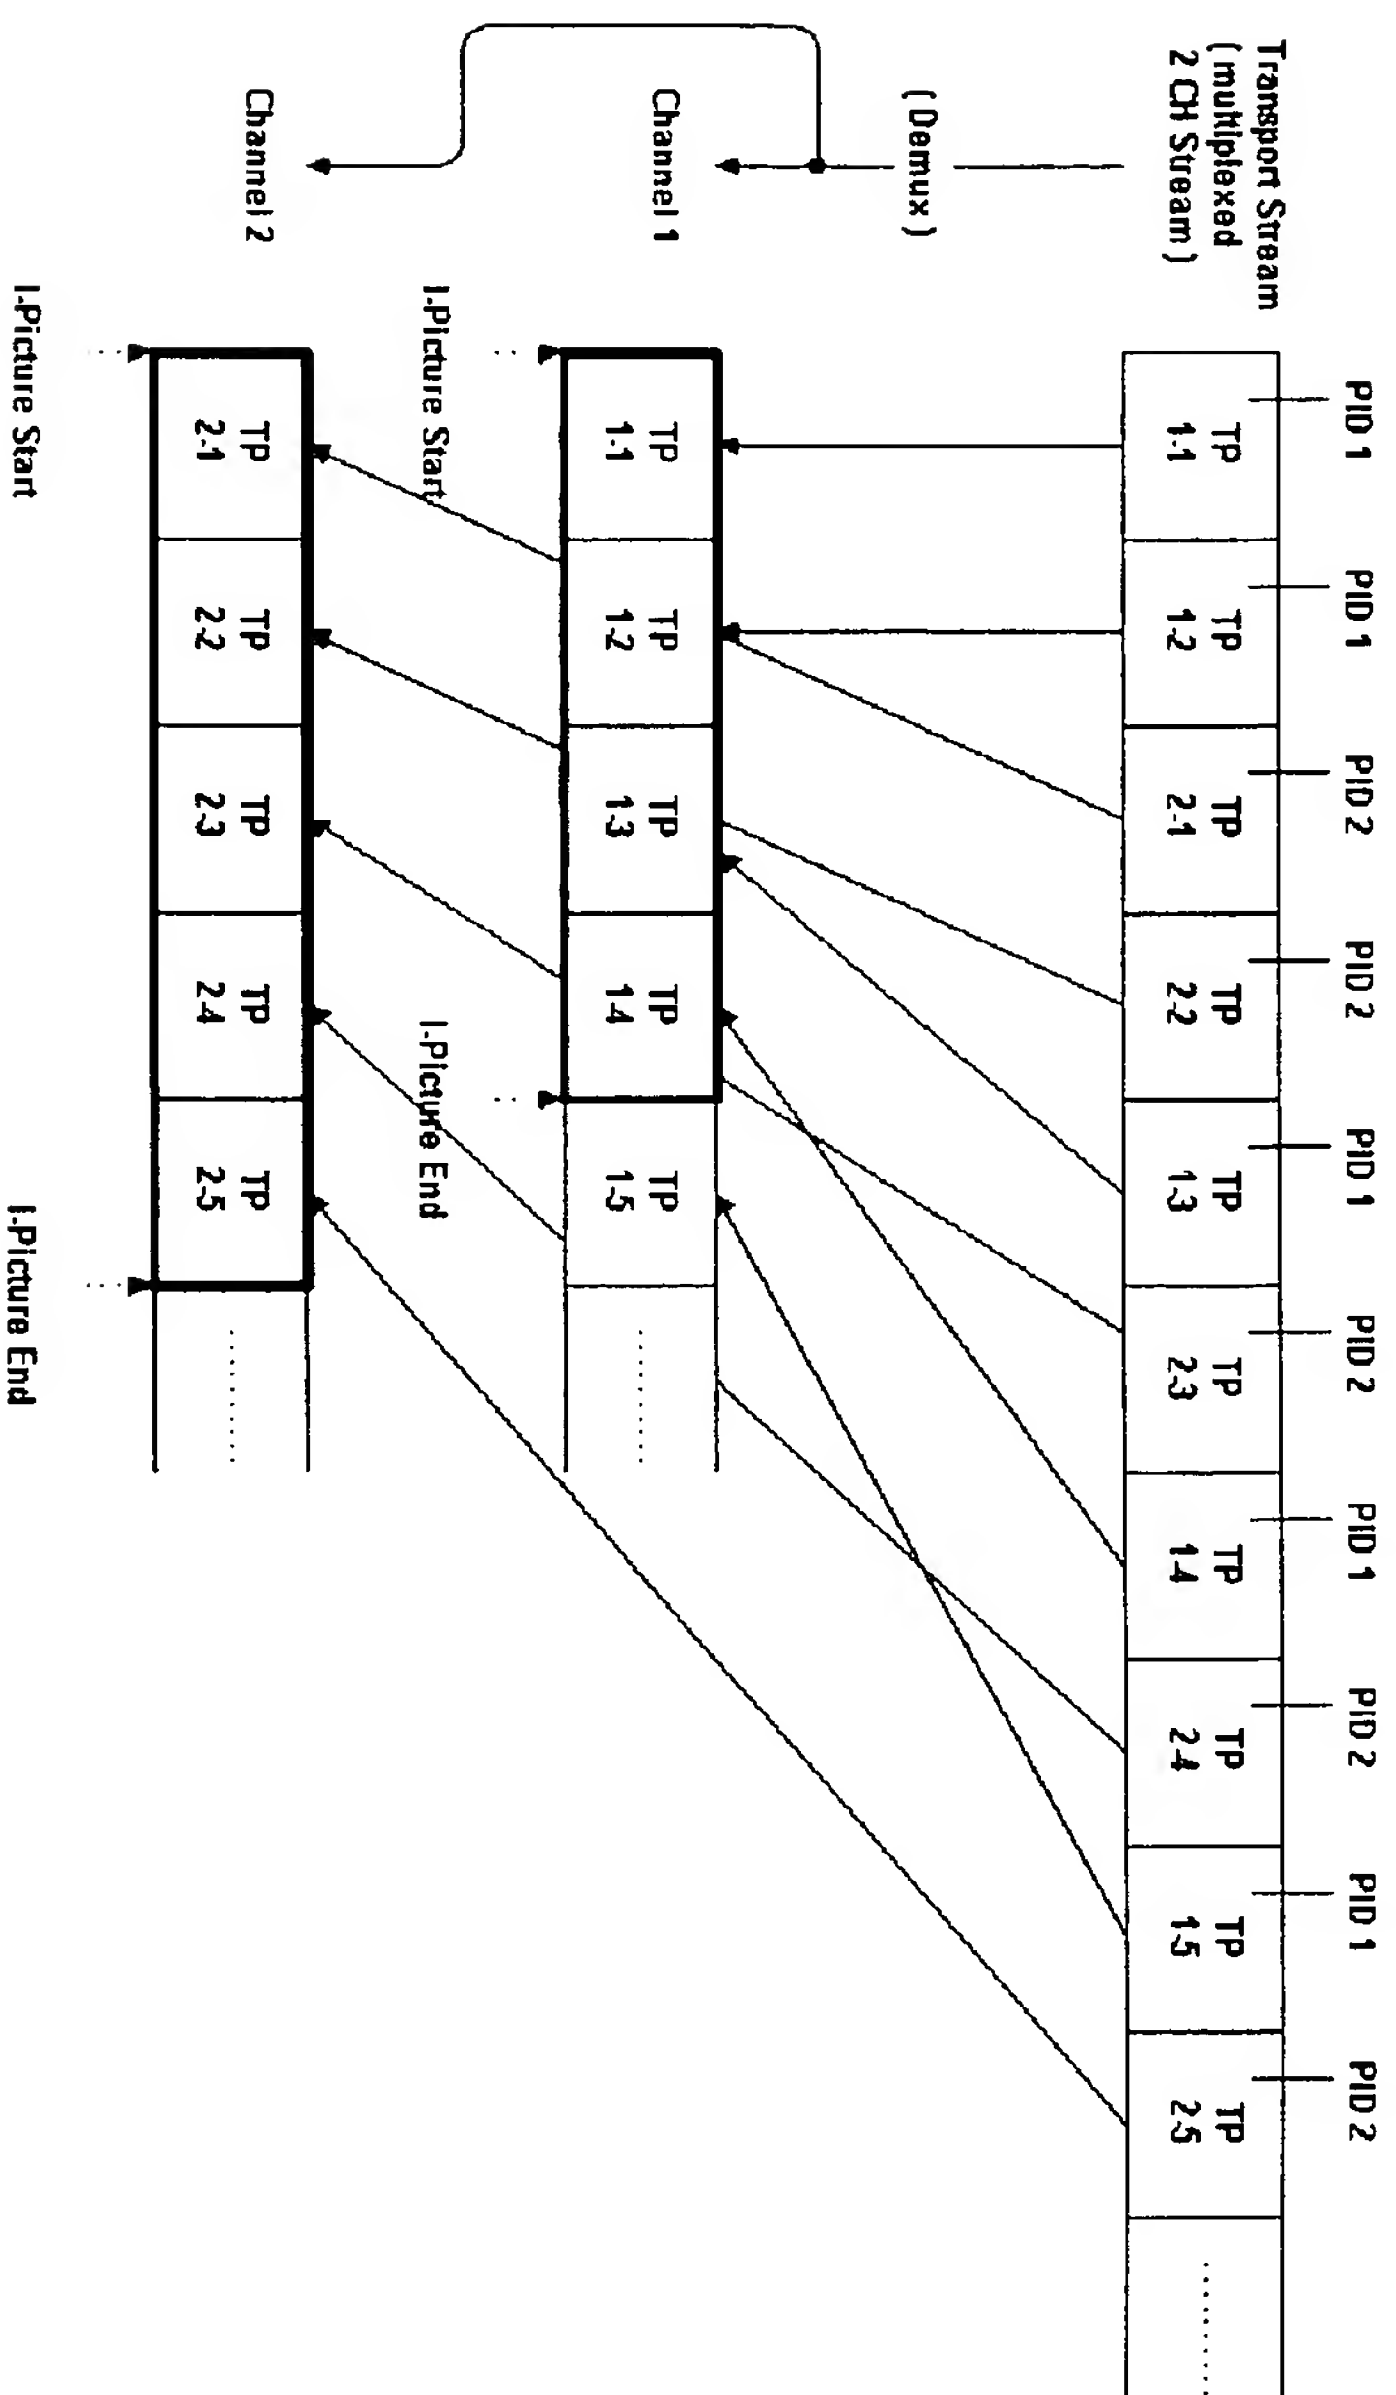 PID 1
PID 1
PID 2
PID 2
PID 1
PID 2
PID 1
PID 2
PID 1
PID 2
Transport Stream
(multiplexed
2 CH Stream)
TP
1-1
TP
1-2
TP
2-1
TP
2-2
TP
1-3
TP
2-3
TP
1-4
TP
2-4
TP
1-5
TP
2-5
..........
(Demux)
Channel 1
TP
1-1
TP
1-2
TP
1-3
TP
1-4
TP
1-5
..........
I-Picture Start
I-Picture End
Channel 2
TP
2-1
TP
2-2
TP
2-3
TP
2-4
TP
2-5
..........
I-Picture Start
I-Picture End